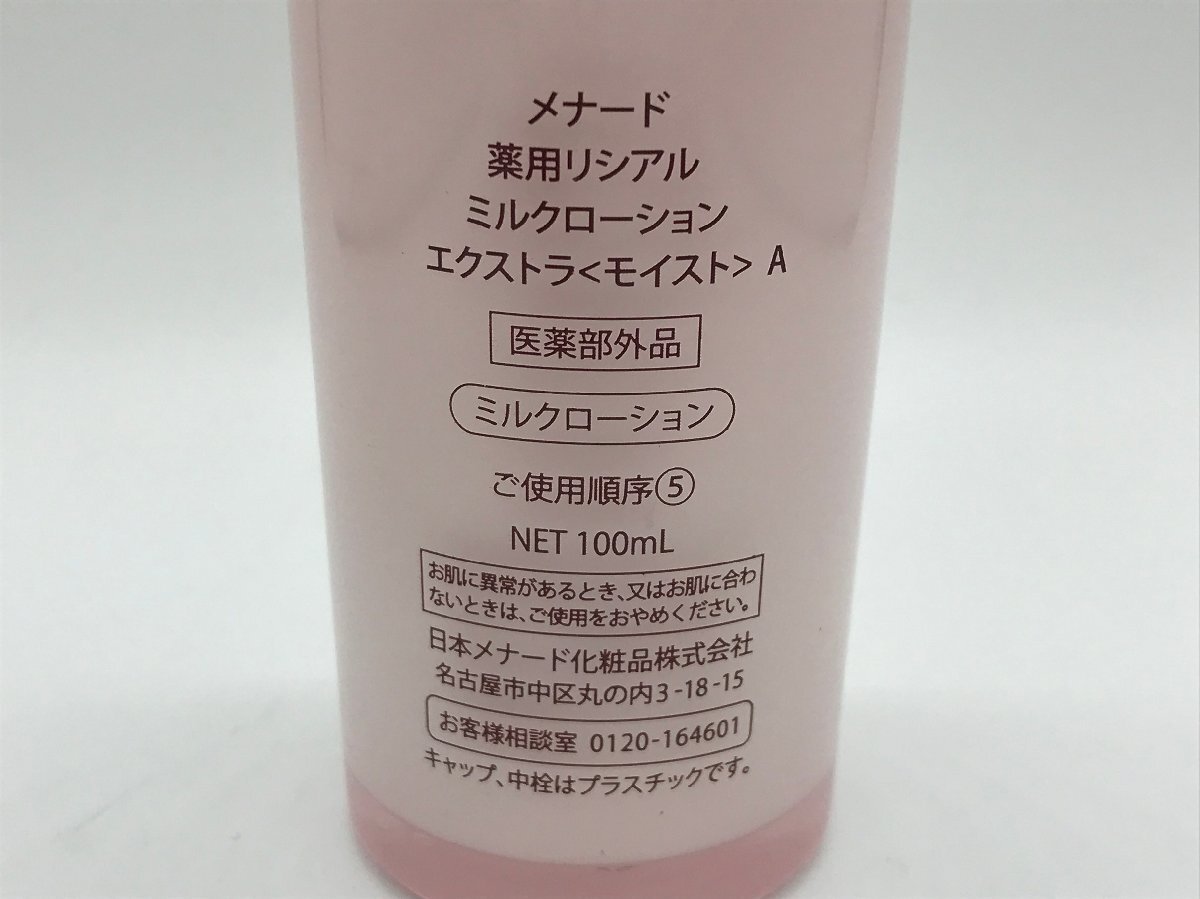 メナード
薬用リシアル
ミルクローション
エクストラ<モイスト> A
医薬部外品
ミルクローション
ご使用順序⑤
NET 100mL
お肌に異常があるとき、又はお肌に合わ
ないときは、ご使用をおやめください。
日本メナード化粧品株式会社
名古屋市中区丸の内3-18-15
お客様相談室 0120-164601
キャップ、中栓はプラスチックです。